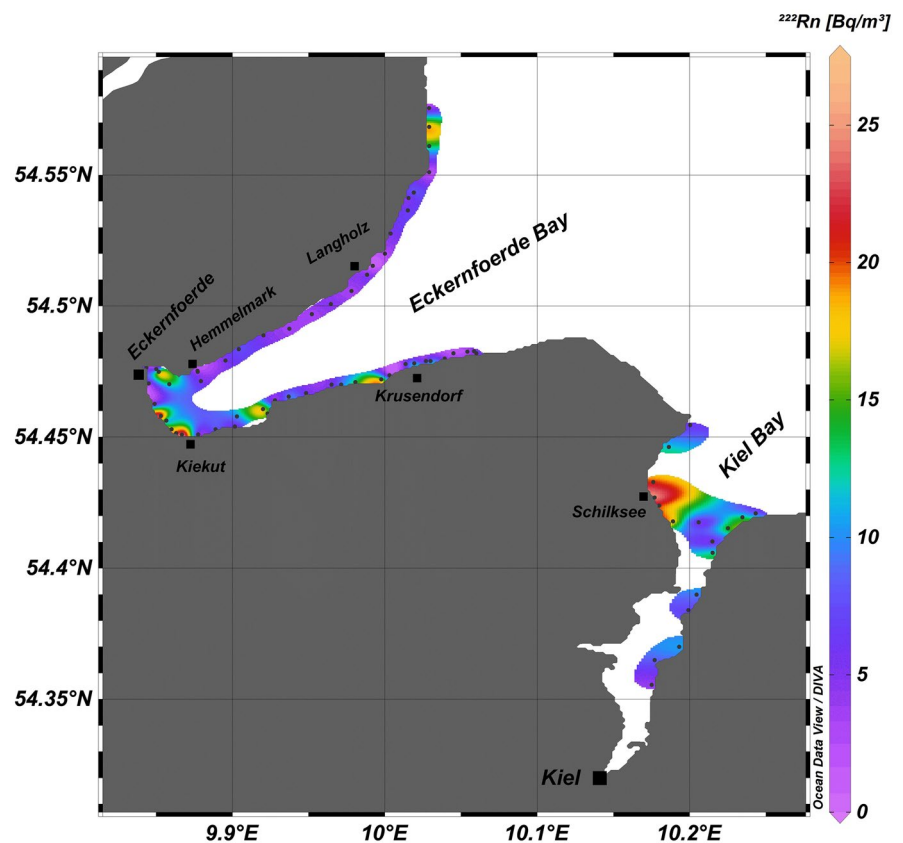 ²²²Rn [Bq/m³]
25
20
15
10
5
0
54.55°N
54.5°N
54.45°N
54.4°N
54.35°N
9.9°E
10°E
10.1°E
10.2°E
Langholz
Eckernfoerde Bay
Eckernfoerde
Hemmelmark
Krusendorf
Kiekut
Kiel Bay
Schilksee
Kiel
Ocean Data View / DIVA